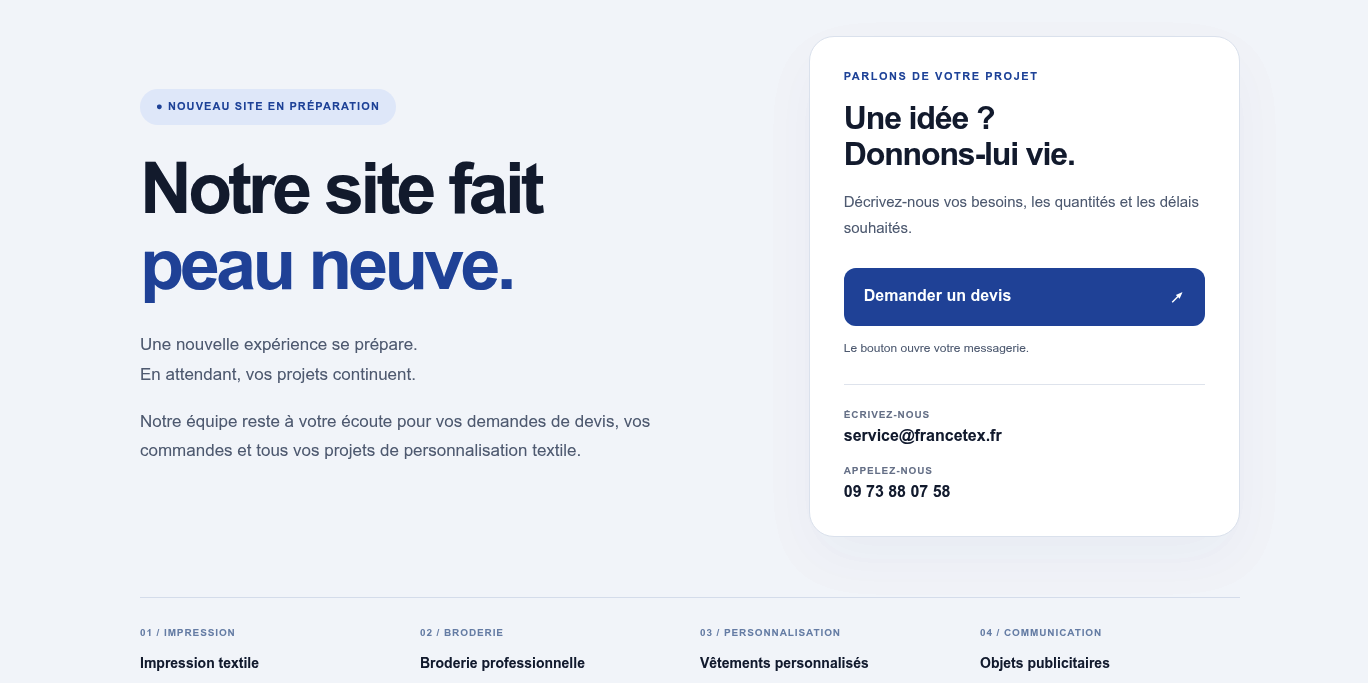 ● NOUVEAU SITE EN PRÉPARATION
Notre site fait
peau neuve.
Une nouvelle expérience se prépare.
En attendant, vos projets continuent.
Notre équipe reste à votre écoute pour vos demandes de devis, vos
commandes et tous vos projets de personnalisation textile.
PARLONS DE VOTRE PROJET
Une idée ?
Donnons-lui vie.
Décrivez-nous vos besoins, les quantités et les délais
souhaités.
Demander un devis ↗
Le bouton ouvre votre messagerie.
ÉCRIVEZ-NOUS
service@francetex.fr
APPELEZ-NOUS
09 73 88 07 58
01 / IMPRESSION
Impression textile
02 / BRODERIE
Broderie professionnelle
03 / PERSONNALISATION
Vêtements personnalisés
04 / COMMUNICATION
Objets publicitaires